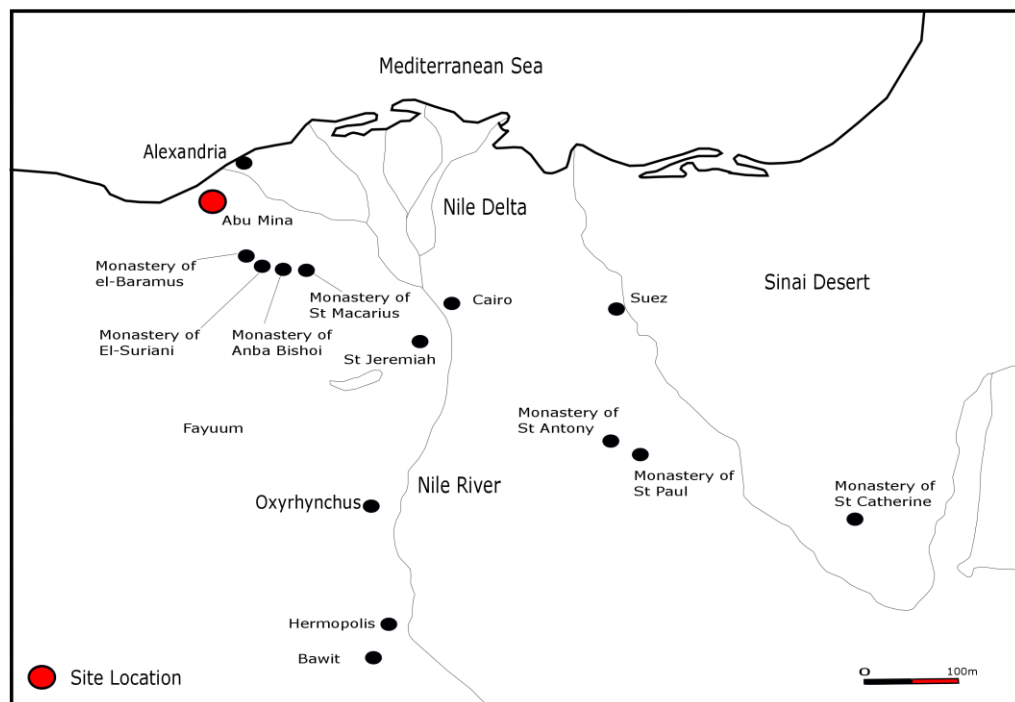 Mediterranean Sea
Alexandria
Abu Mina
Nile Delta
Monastery of
el-Baramus
Monastery of
St Macarius
Cairo
Suez
Sinai Desert
Monastery of
El-Suriani
Monastery of
Anba Bishoi
St Jeremiah
Fayuum
Monastery of
St Antony
Monastery of
St Paul
Nile River
Monastery of
St Catherine
Oxyrhynchus
Hermopolis
Bawit
Site Location
0 100m